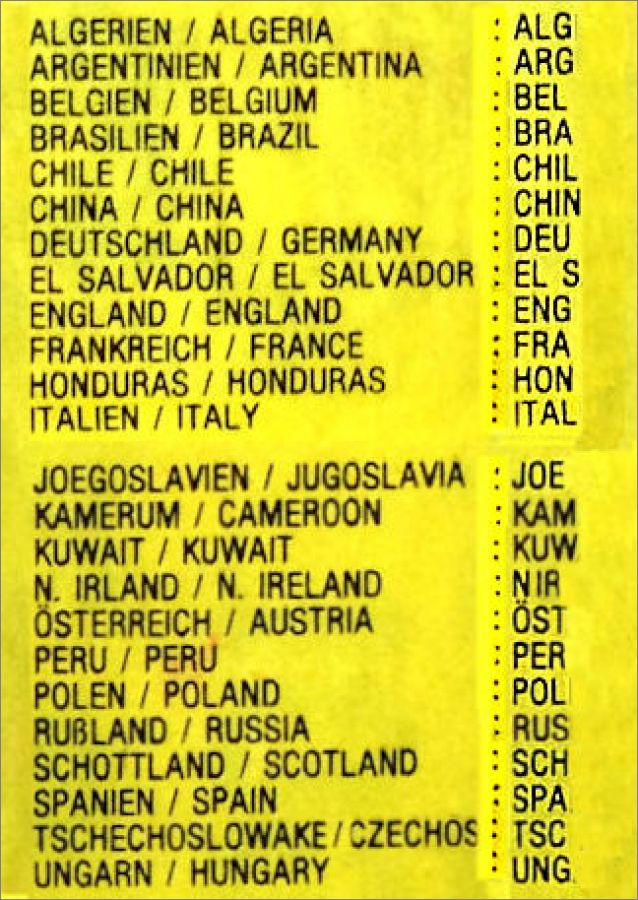 ALGERIEN / ALGERIA : ALG
ARGENTINIEN / ARGENTINA : ARG
BELGIEN / BELGIUM : BEL
BRASILIEN / BRAZIL : BRA
CHILE / CHILE : CHIL
CHINA / CHINA : CHIN
DEUTSCHLAND / GERMANY : DEU
EL SALVADOR / EL SALVADOR : EL S
ENGLAND / ENGLAND : ENG
FRANKREICH / FRANCE : FRA
HONDURAS / HONDURAS : HON
ITALIEN / ITALY : ITAL
JOEGOSLAVIEN / JUGOSLAVIA : JOE
KAMERUM / CAMEROON : KAM
KUWAIT / KUWAIT : KUW
N. IRLAND / N. IRELAND : NIR
ÖSTERREICH / AUSTRIA : ÖST
PERU / PERU : PER
POLEN / POLAND : POL
RUßLAND / RUSSIA : RUS
SCHOTTLAND / SCOTLAND : SCH
SPANIEN / SPAIN : SPA
TSCHECHOSLOWAKE / CZECHOS : TSC
UNGARN / HUNGARY : UNG